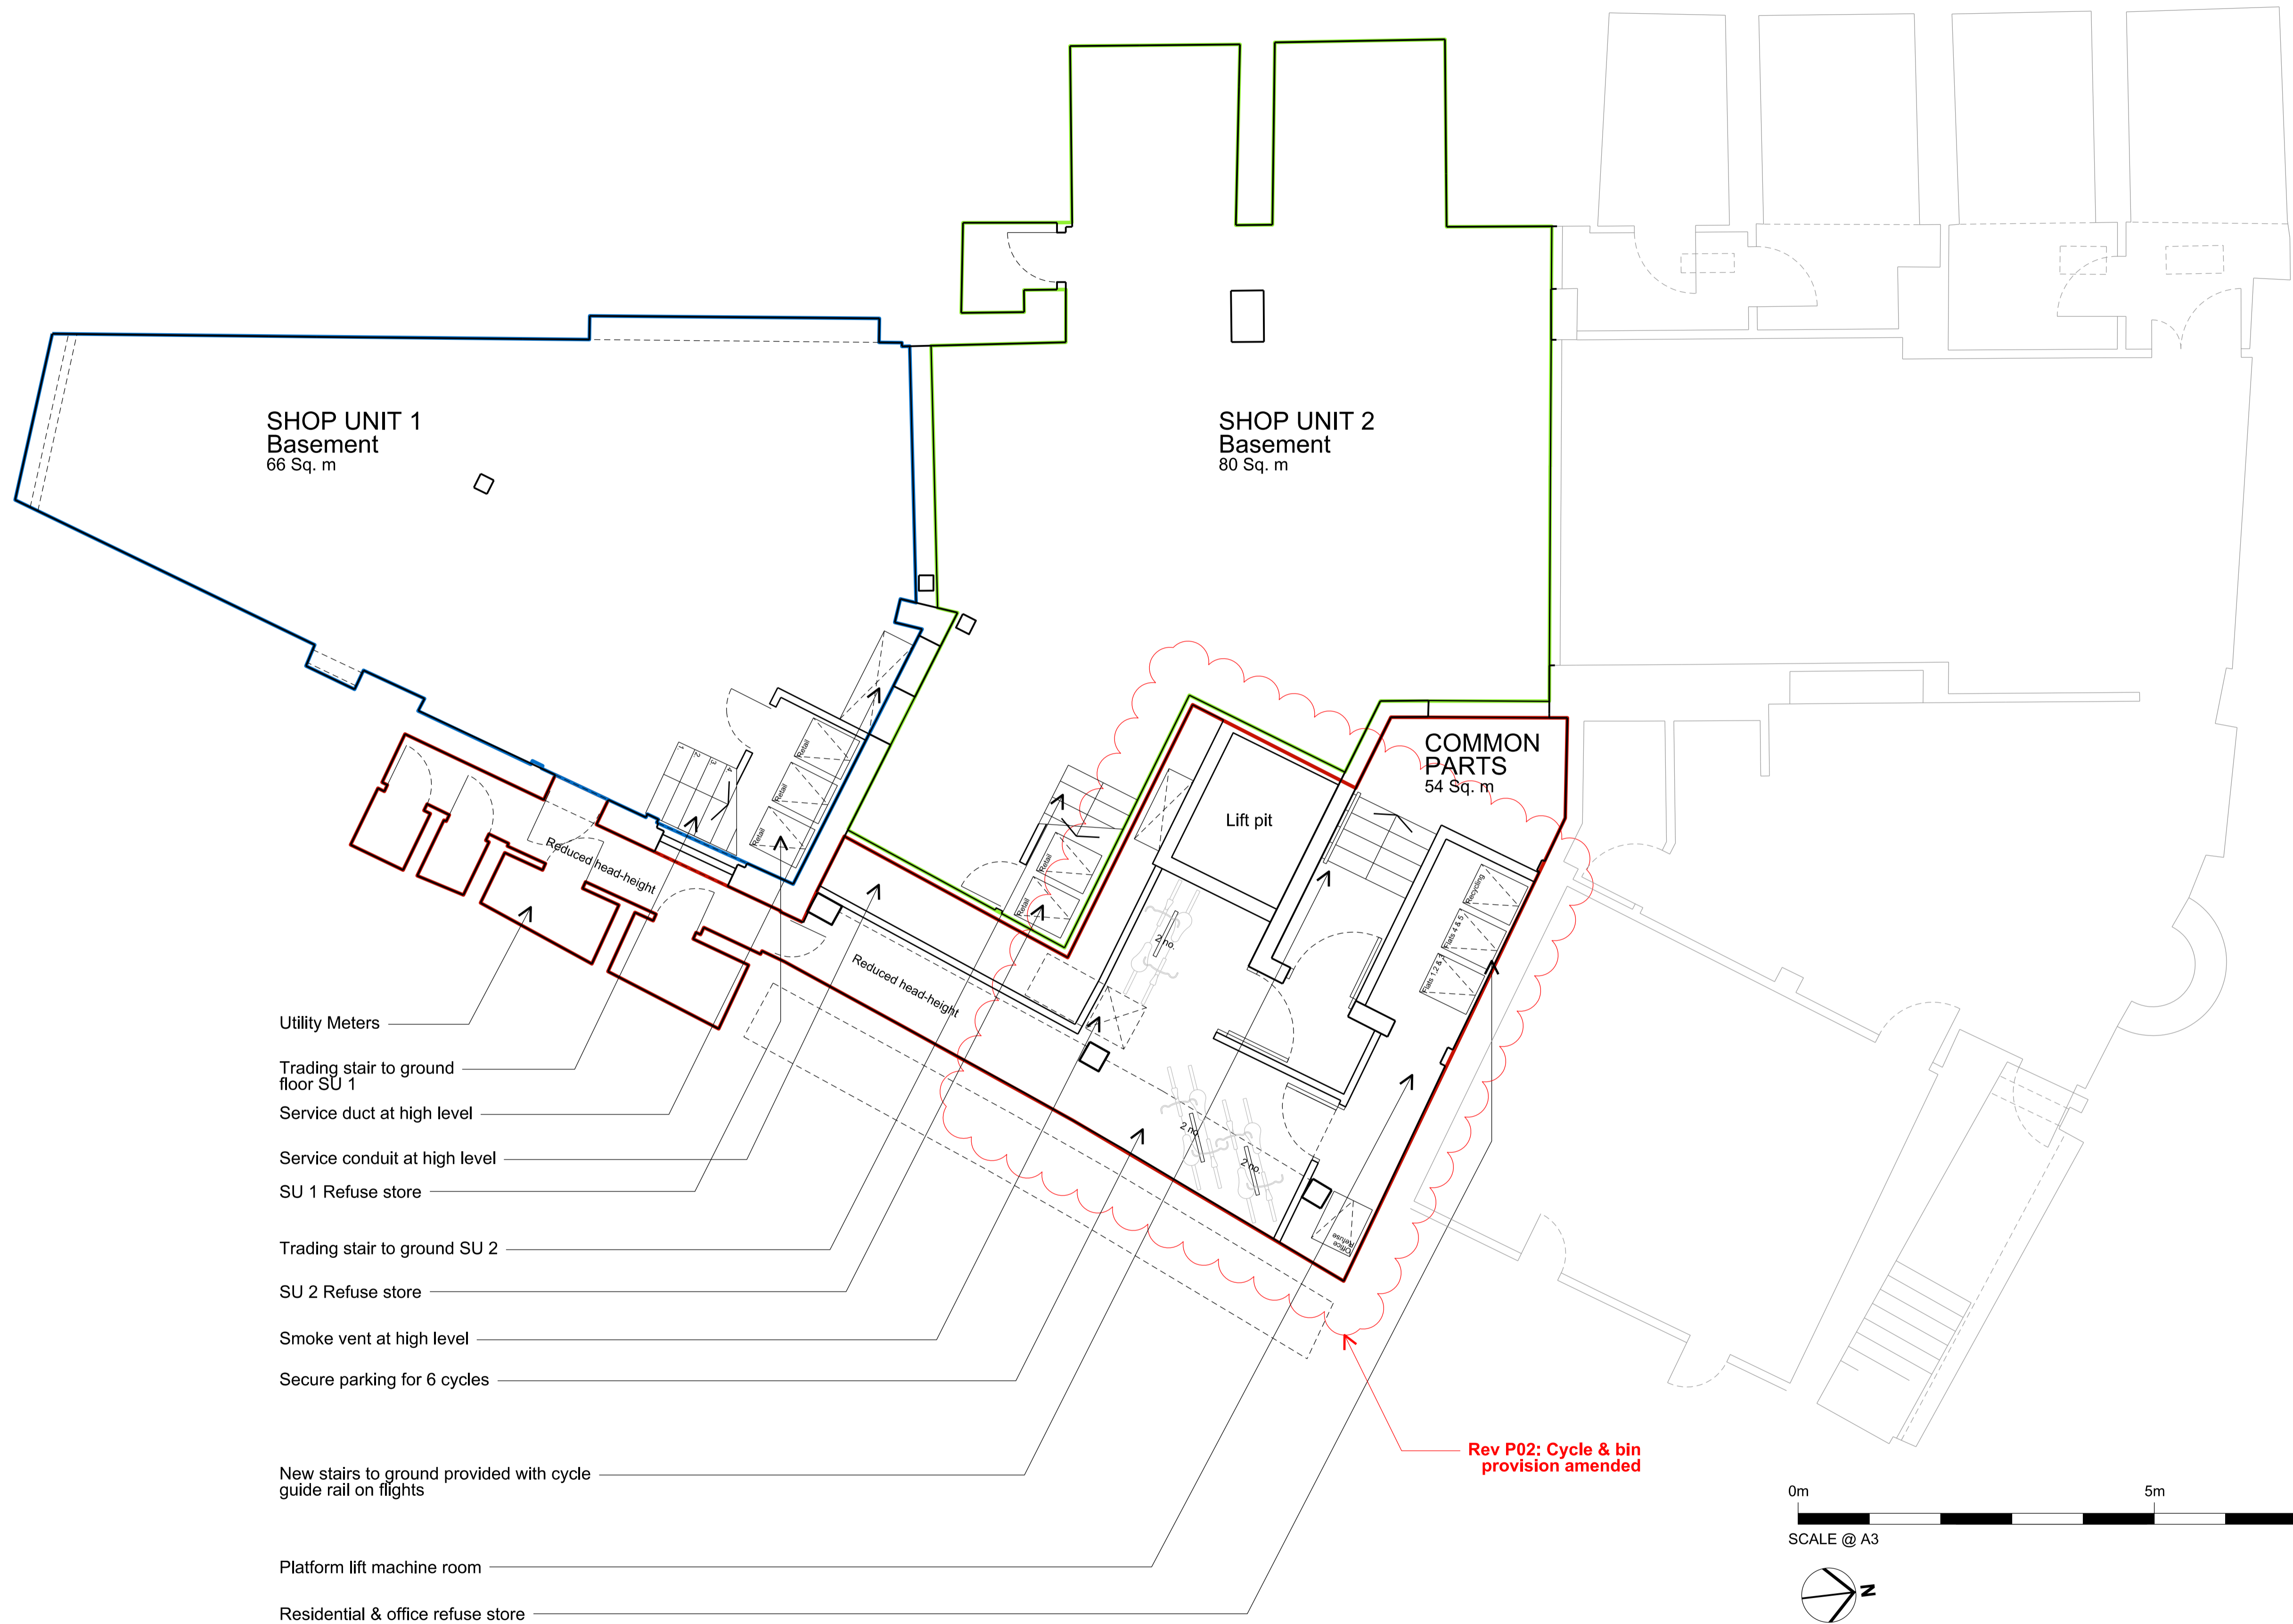 SHOP UNIT 1
Basement
66 Sq. m
SHOP UNIT 2
Basement
80 Sq. m
COMMON
PARTS
54 Sq. m
Lift pit
1
2
3
4
Retail
Retail
Retail
Retail
Retail
Recycling
Flats 4 & 5
Flats 1,2 & 3
Reduced head-height
Reduced head-height
2 no.
2 no.
2 no.
Office
Refuse
Utility Meters
Trading stair to ground
floor SU 1
Service duct at high level
Service conduit at high level
SU 1 Refuse store
Trading stair to ground SU 2
SU 2 Refuse store
Smoke vent at high level
Secure parking for 6 cycles
New stairs to ground provided with cycle
guide rail on flights
Platform lift machine room
Residential & office refuse store
Rev P02: Cycle & bin
provision amended
0m 5m
SCALE @ A3
N